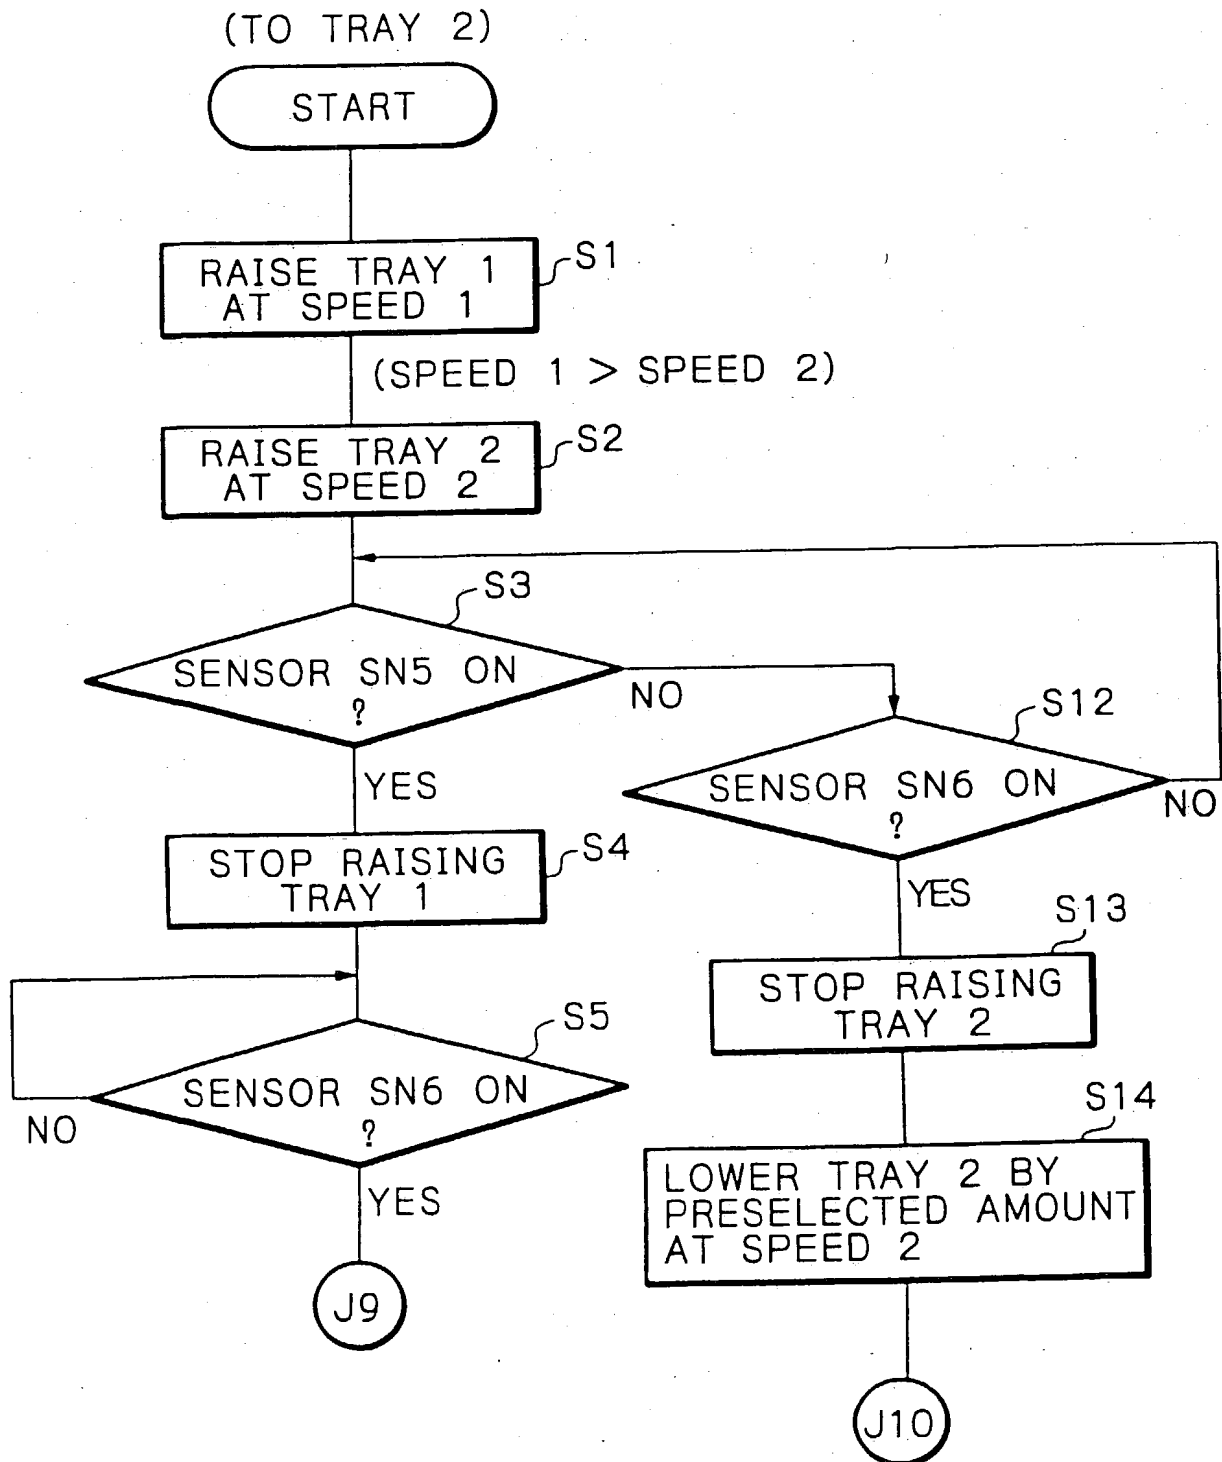 (TO TRAY 2)
START
RAISE TRAY 1
AT SPEED 1
S1
(SPEED 1 > SPEED 2)
RAISE TRAY 2
AT SPEED 2
S2
S3
SENSOR SN5 ON
?
NO
YES
S12
SENSOR SN6 ON
?
NO
YES
STOP RAISING
TRAY 1
S4
S13
STOP RAISING
TRAY 2
S5
SENSOR SN6 ON
?
NO
YES
S14
LOWER TRAY 2 BY
PRESELECTED AMOUNT
AT SPEED 2
J9
J10